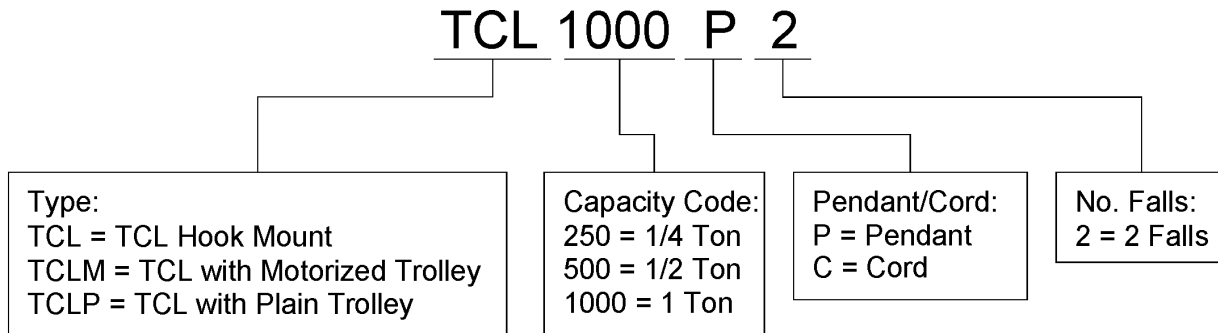 TCL 1000 P 2
Type:
TCL = TCL Hook Mount
TCLM = TCL with Motorized Trolley
TCLP = TCL with Plain Trolley
Capacity Code:
250 = 1/4 Ton
500 = 1/2 Ton
1000 = 1 Ton
Pendant/Cord:
P = Pendant
C = Cord
No. Falls:
2 = 2 Falls